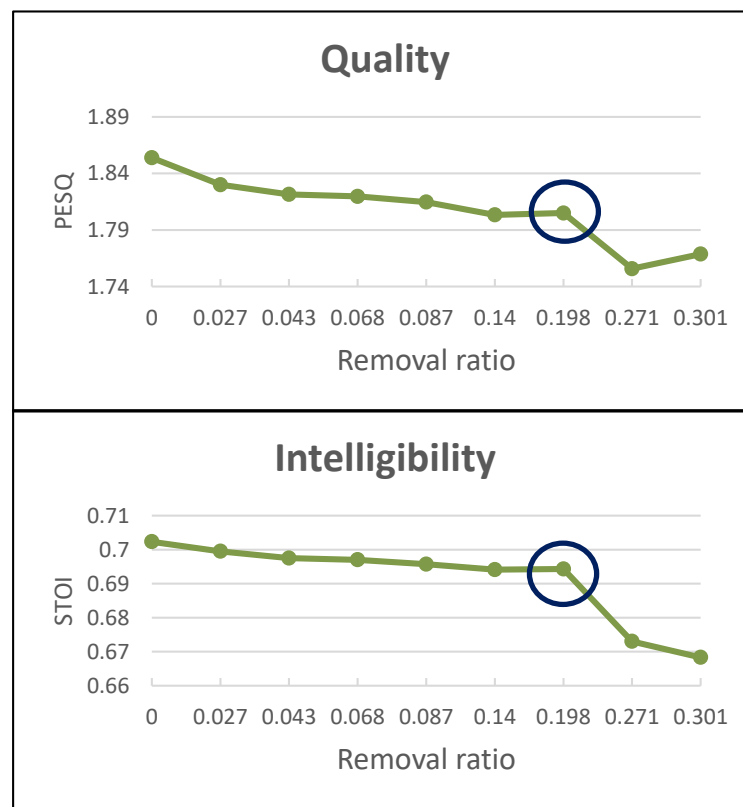 Quality
1.89
1.84
1.79
1.74
PESQ
0 0.027 0.043 0.068 0.087 0.14 0.198 0.271 0.301
Removal ratio
Intelligibility
0.71
0.7
0.69
0.68
0.67
0.66
STOI
0 0.027 0.043 0.068 0.087 0.14 0.198 0.271 0.301
Removal ratio